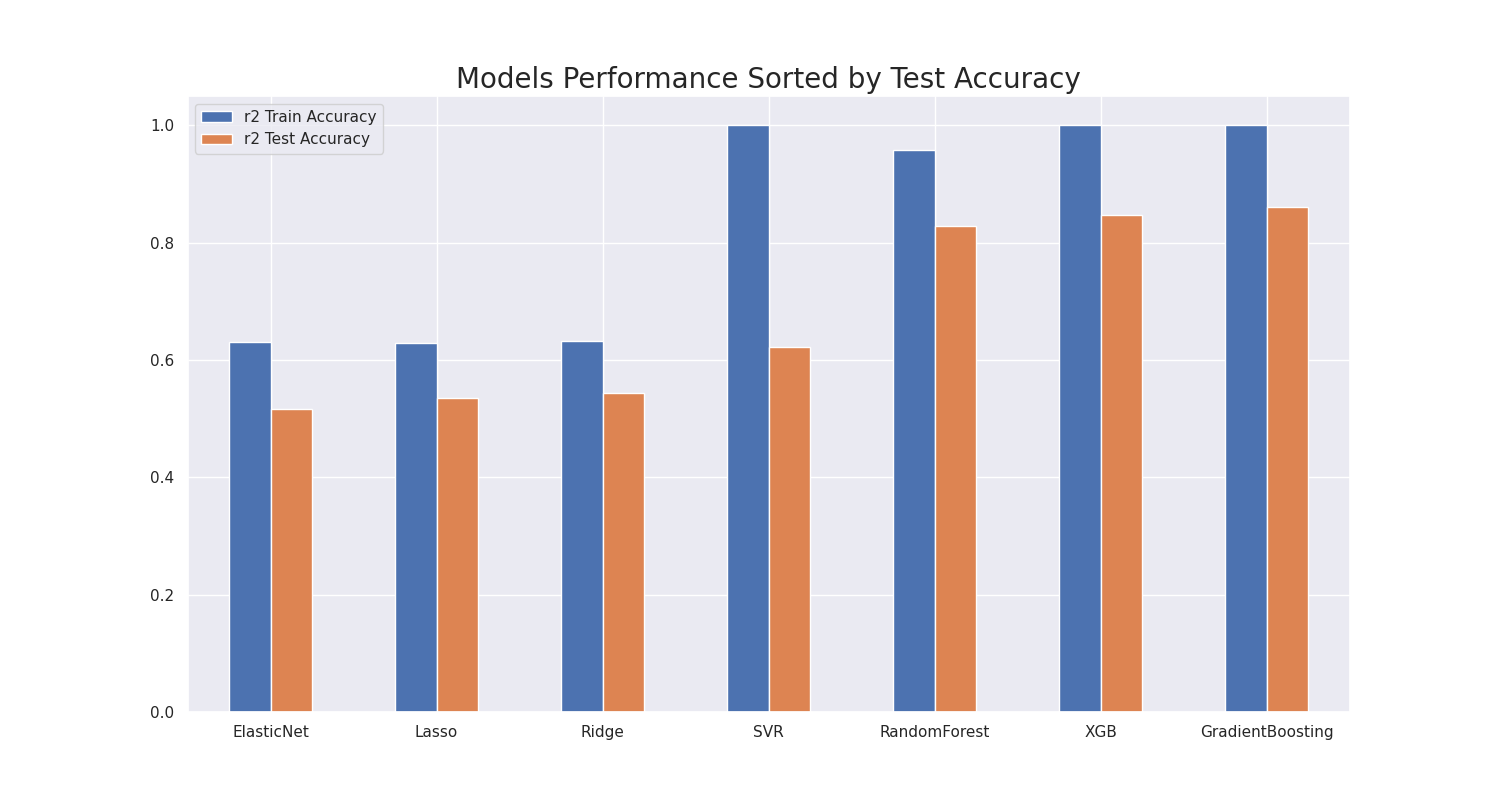 Models Performance Sorted by Test Accuracy
r2 Train Accuracy
r2 Test Accuracy
1.0
0.8
0.6
0.4
0.2
0.0
ElasticNet Lasso Ridge SVR RandomForest XGB GradientBoosting